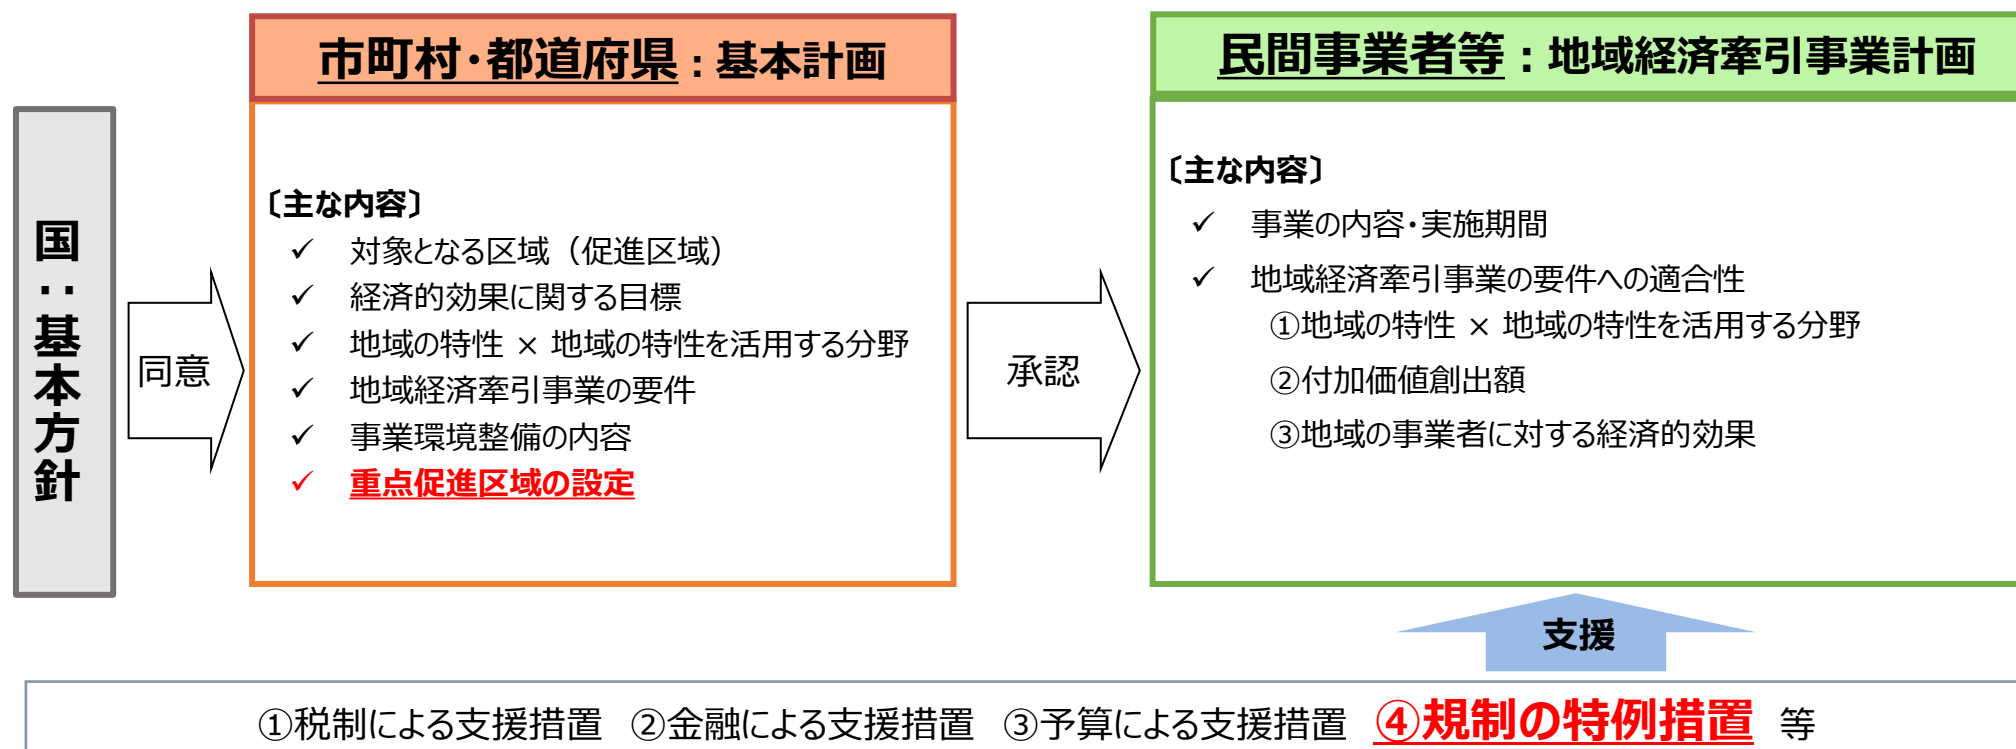 国：基本方針
同意
市町村・都道府県：基本計画
〔主な内容〕
✓ 対象となる区域（促進区域）
✓ 経済的効果に関する目標
✓ 地域の特性 × 地域の特性を活用する分野
✓ 地域経済牽引事業の要件
✓ 事業環境整備の内容
✓ 重点促進区域の設定
承認
民間事業者等：地域経済牽引事業計画
〔主な内容〕
✓ 事業の内容・実施期間
✓ 地域経済牽引事業の要件への適合性
①地域の特性 × 地域の特性を活用する分野
②付加価値創出額
③地域の事業者に対する経済的効果
支援
①税制による支援措置 ②金融による支援措置 ③予算による支援措置 ④規制の特例措置 等